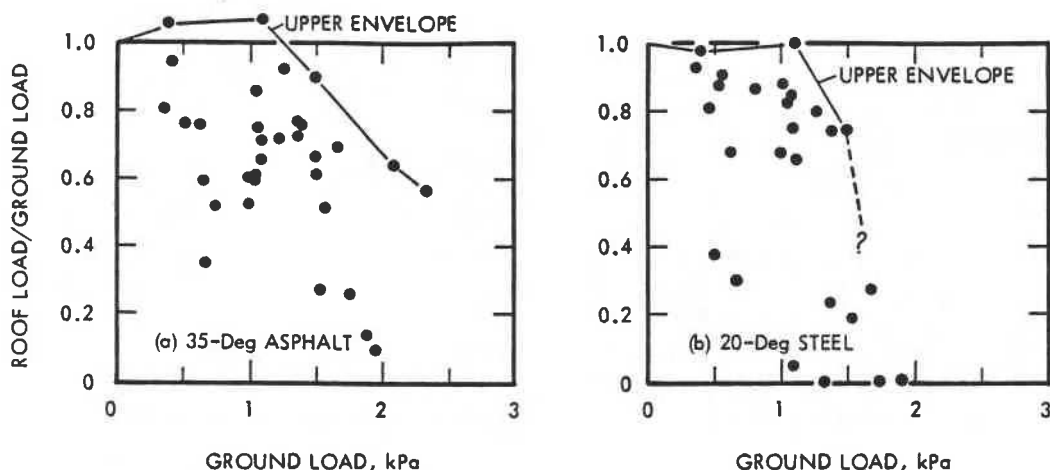 ROOF LOAD/GROUND LOAD
UPPER ENVELOPE
1.0
0.8
0.6
0.4
0.2
0
(a) 35-Deg ASPHALT
0 1 2 3
GROUND LOAD, kPa
UPPER ENVELOPE
1.0
0.8
0.6
0.4
0.2
0
?
(b) 20-Deg STEEL
0 1 2 3
GROUND LOAD, kPa